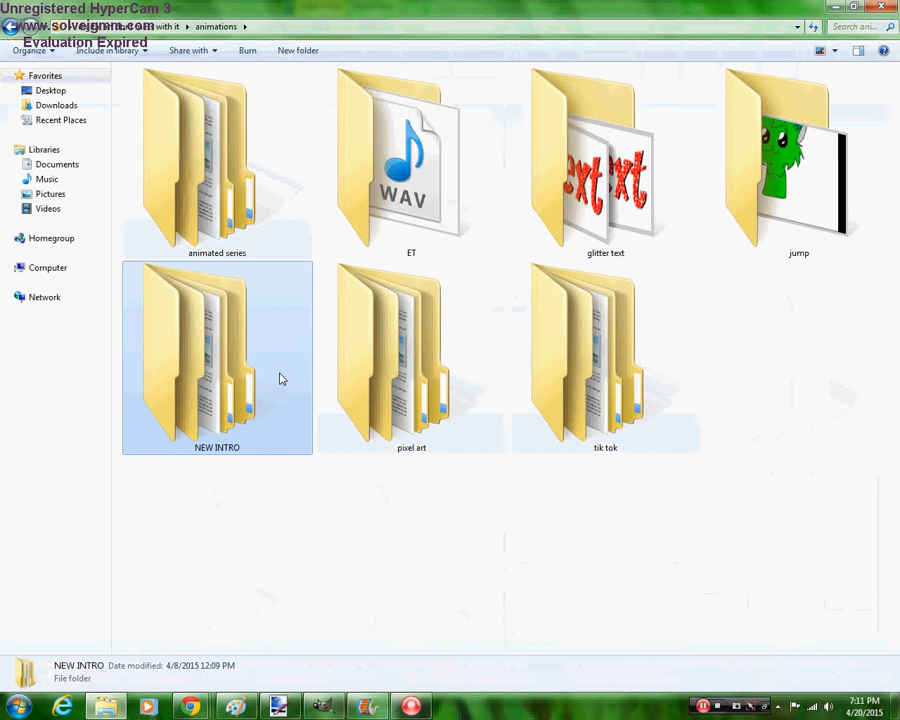 Unregistered HyperCam 3
www.solveigmm.com
Evaluation Expired
with it ▸ animations ▸
Search ani...
Organize ▾
Include in library ▾
Share with ▾
Burn
New folder
Favorites
Desktop
Downloads
Recent Places
Libraries
Documents
Music
Pictures
Videos
Homegroup
Computer
Network
WAV
ext
ext
animated series
ET
glitter text
jump
NEW INTRO
pixel art
tik tok
NEW INTRO Date modified: 4/8/2015 12:09 PM
File folder
7:11 PM
4/20/2015